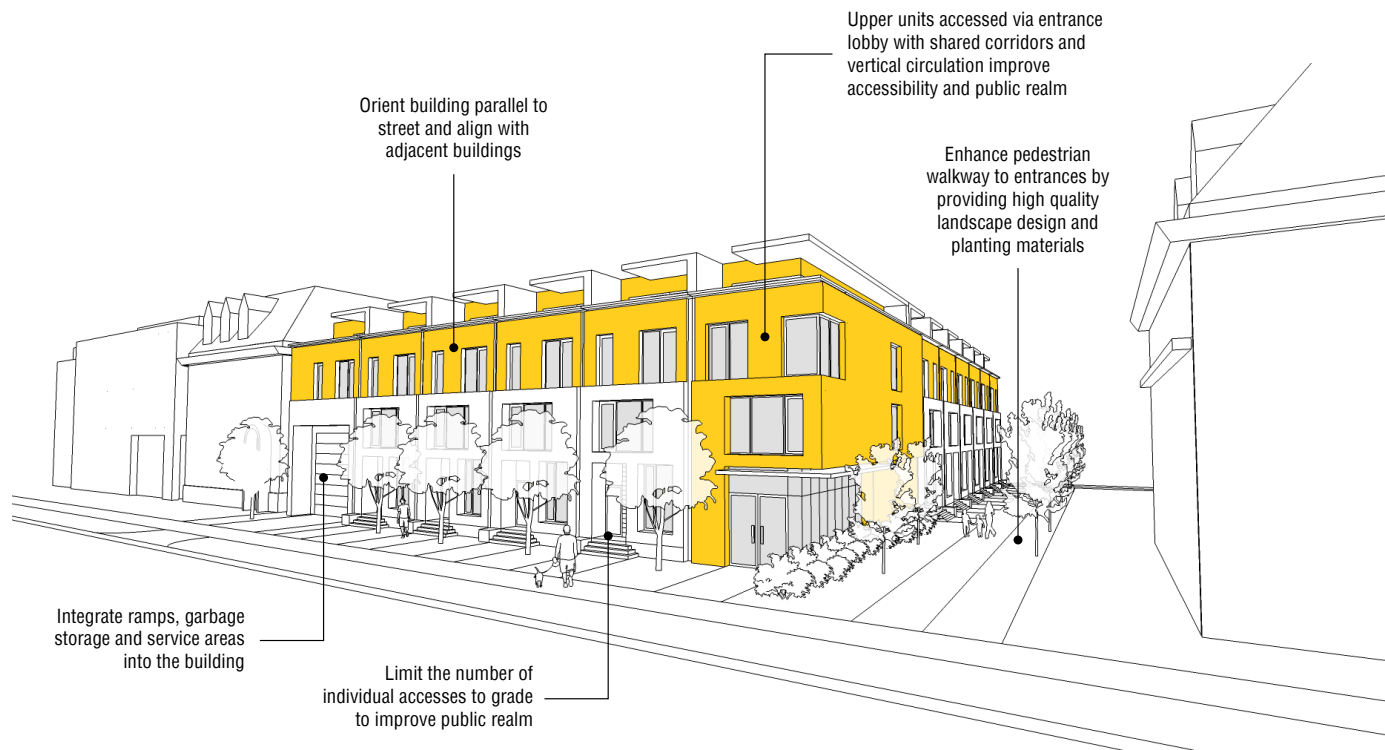 Upper units accessed via entrance
lobby with shared corridors and
vertical circulation improve
accessibility and public realm
Orient building parallel to
street and align with
adjacent buildings
Enhance pedestrian
walkway to entrances by
providing high quality
landscape design and
planting materials
Integrate ramps, garbage
storage and service areas
into the building
Limit the number of
individual accesses to grade
to improve public realm